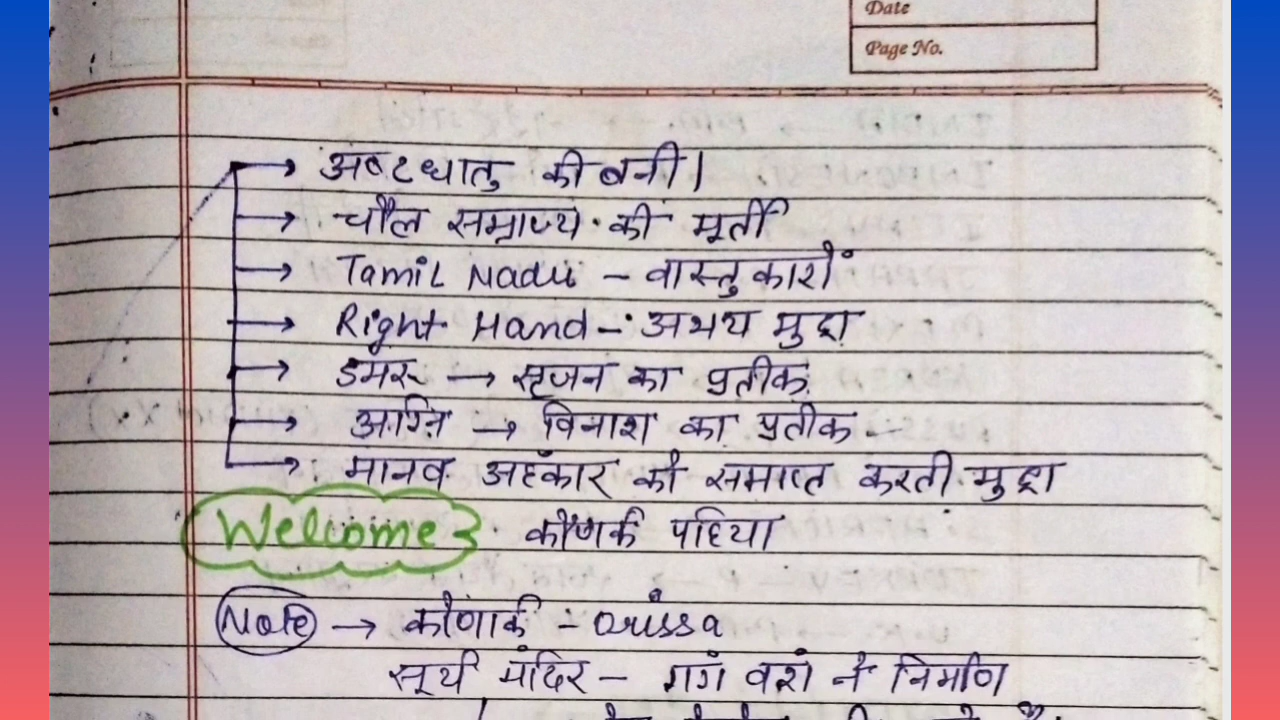 Date
Page No.
अष्टधातु की बनी।
चौल सम्राज्य की मूर्ती
Tamil Nadu - वास्तुकारों
Right Hand - अभय मुद्रा
डमरू → सृजन का प्रतीक
अग्नि → विनाश का प्रतीक
मानव अहंकार को समाप्त करती मुद्रा
Welcome कोणार्क पहिया
Note → कोणार्क - Orissa
सूर्य मंदिर - गंग वंश ने निर्माण